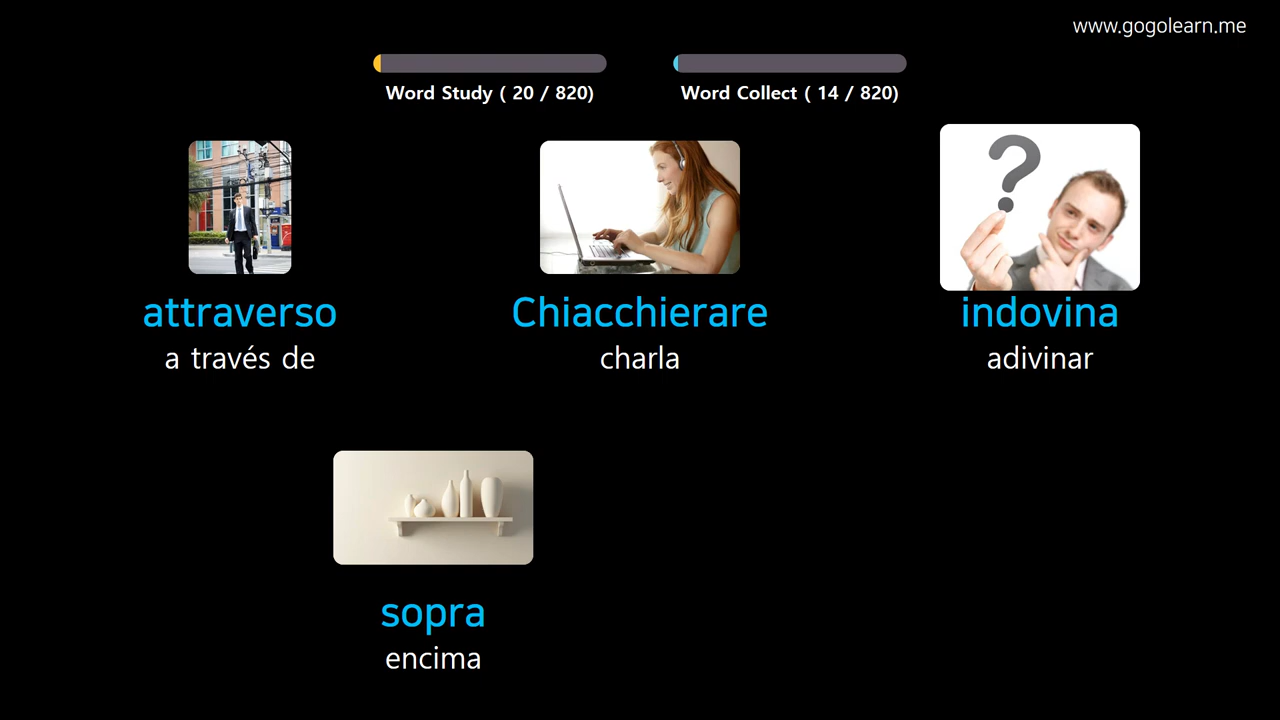 www.gogolearn.me
Word Study ( 20 / 820)
Word Collect ( 14 / 820)
attraverso
a través de
Chiacchierare
charla
indovina
adivinar
sopra
encima